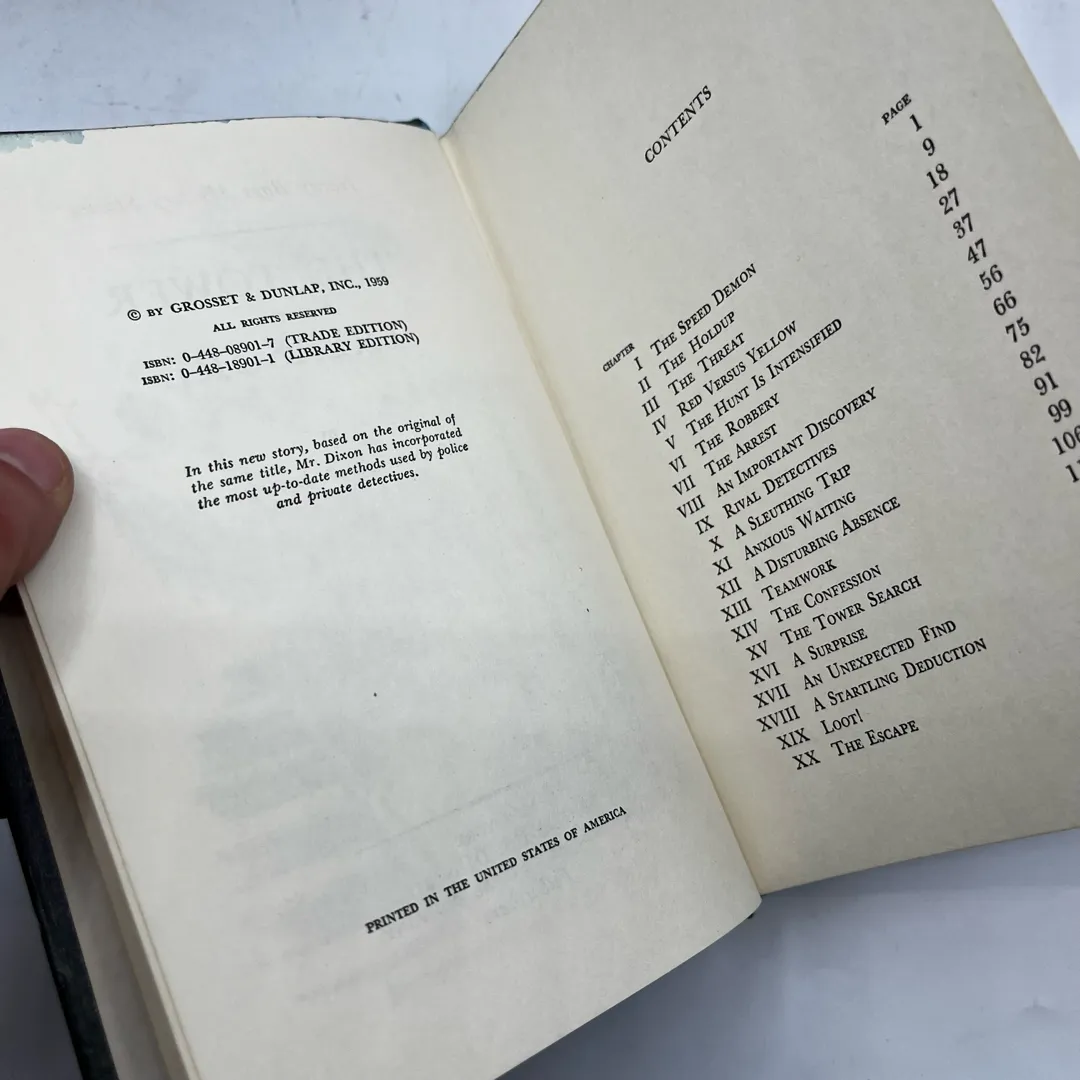 © BY GROSSET & DUNLAP, INC., 1959
ALL RIGHTS RESERVED
ISBN: 0-448-08901-7 (TRADE EDITION)
ISBN: 0-448-18901-1 (LIBRARY EDITION)
In this new story, based on the original of
the same title, Mr. Dixon has incorporated
the most up-to-date methods used by police
and private detectives.
PRINTED IN THE UNITED STATES OF AMERICA
CONTENTS
CHAPTER PAGE
I THE SPEED DEMON 1
II THE HOLDUP 9
III THE THREAT 18
IV RED VERSUS YELLOW 27
V THE HUNT IS INTENSIFIED 37
VI THE ROBBERY 47
VII THE ARREST 56
VIII AN IMPORTANT DISCOVERY 66
IX RIVAL DETECTIVES 75
X A SLEUTHING TRIP 82
XI ANXIOUS WAITING 91
XII A DISTURBING ABSENCE 99
XIII TEAMWORK 106
XIV THE CONFESSION
XV THE TOWER SEARCH
XVI A SURPRISE
XVII AN UNEXPECTED FIND
XVIII A STARTLING DEDUCTION
XIX LOOT!
XX THE ESCAPE